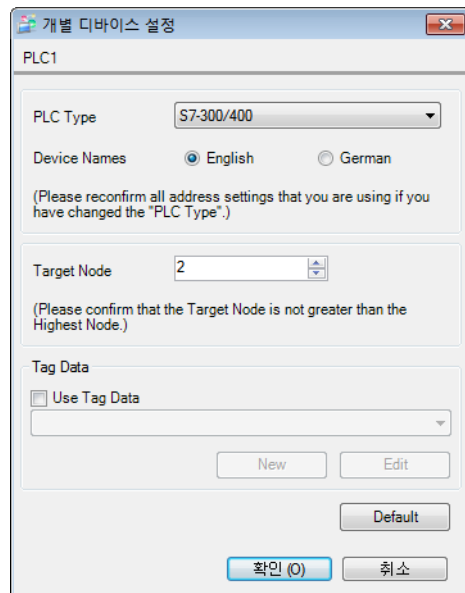 개별 디바이스 설정
PLC1
PLC Type
S7-300/400
Device Names
English
German
(Please reconfirm all address settings that you are using if you
have changed the "PLC Type".)
Target Node
2
(Please confirm that the Target Node is not greater than the
Highest Node.)
Tag Data
Use Tag Data
New
Edit
Default
확인 (O)
취소